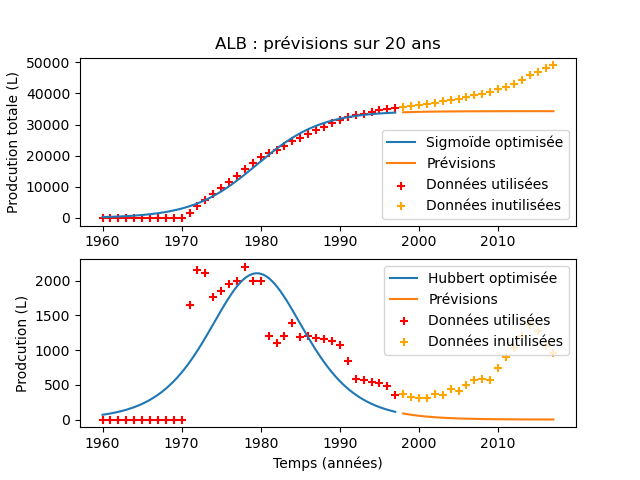 ALB : prévisions sur 20 ans
Prodcution totale (L)
50000
40000
30000
20000
10000
0
1960 1970 1980 1990 2000 2010
Sigmoïde optimisée
Prévisions
Données utilisées
Données inutilisées
Prodcution (L)
2000
1500
1000
500
0
1960 1970 1980 1990 2000 2010
Hubbert optimisée
Prévisions
Données utilisées
Données inutilisées
Temps (années)